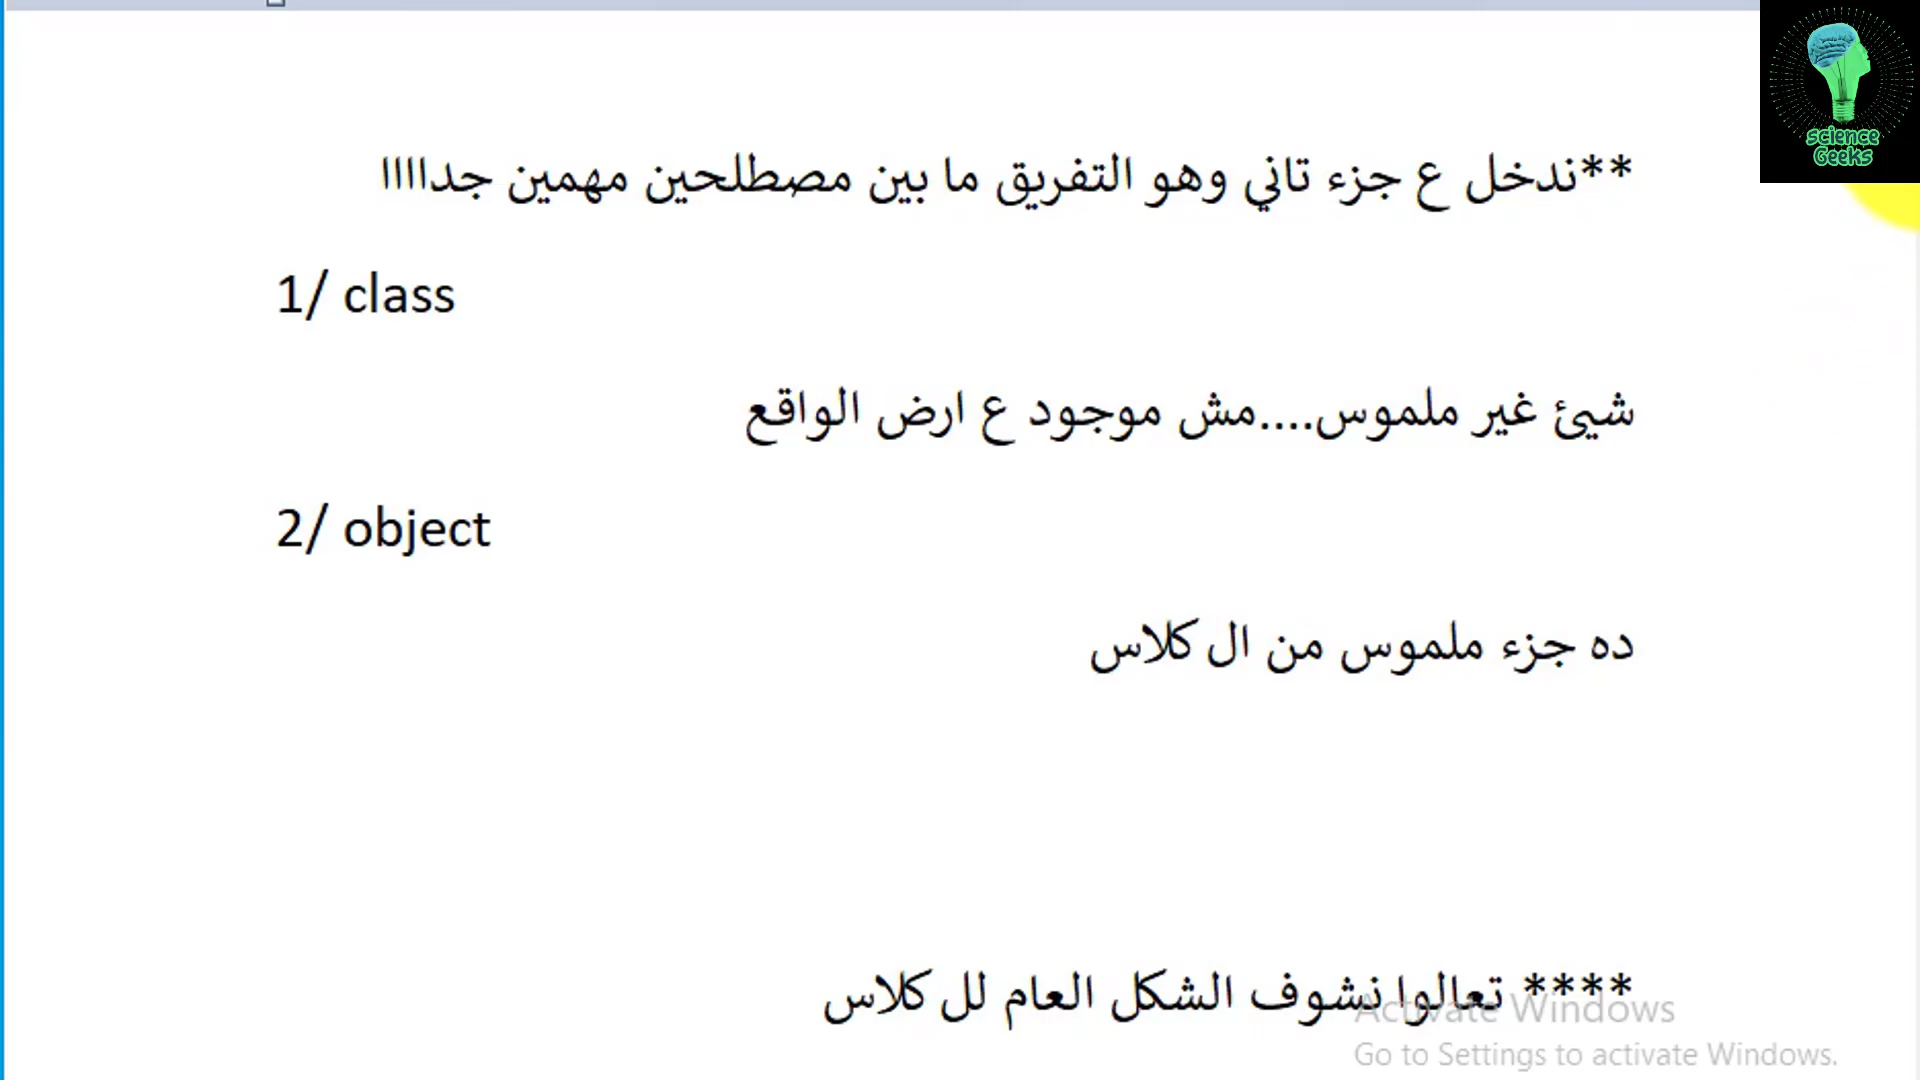 science
Geeks
**ندخل ع جزء تاني وهو التفريق ما بين مصطلحين مهمين جداااا
1/ class
شيئ غير ملموس....مش موجود ع ارض الواقع
2/ object
ده جزء ملموس من ال كلاس
**** تعالوا نشوف الشكل العام لل كلاس
Activate Windows
Go to Settings to activate Windows.